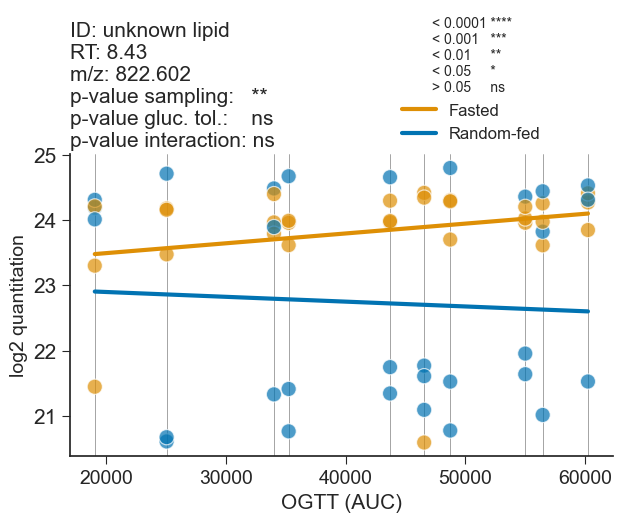 ID: unknown lipid
RT: 8.43
m/z: 822.602
p-value sampling: **
p-value gluc. tol.: ns
p-value interaction: ns
< 0.0001 ****
< 0.001 ***
< 0.01 **
< 0.05 *
> 0.05 ns
Fasted
Random-fed
25
24
23
22
21
log2 quantitation
20000 30000 40000 50000 60000
OGTT (AUC)